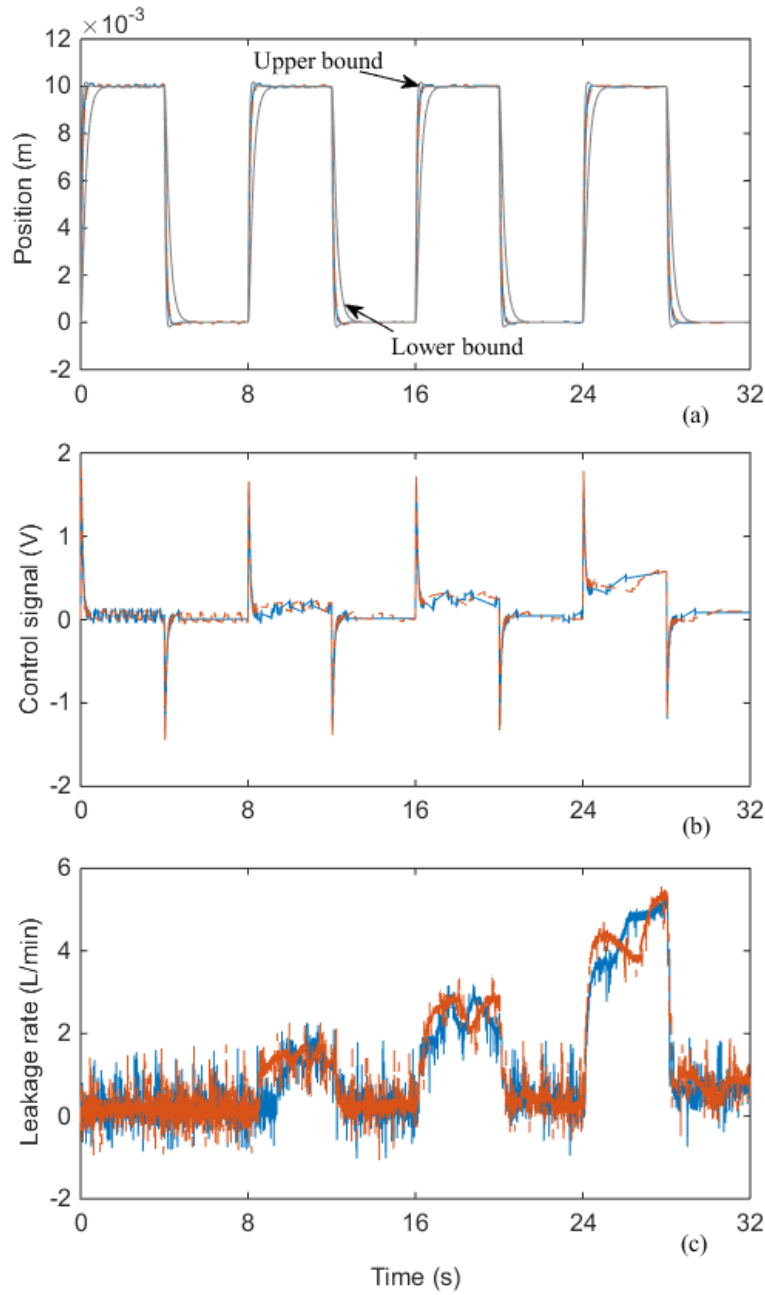 ×10⁻³
12
10
8
6
4
2
0
-2
Position (m)
Upper bound
Lower bound
0 8 16 24 32
(a)
2
1
0
-1
-2
Control signal (V)
0 8 16 24 32
(b)
6
4
2
0
-2
Leakage rate (L/min)
0 8 16 24 32
(c)
Time (s)